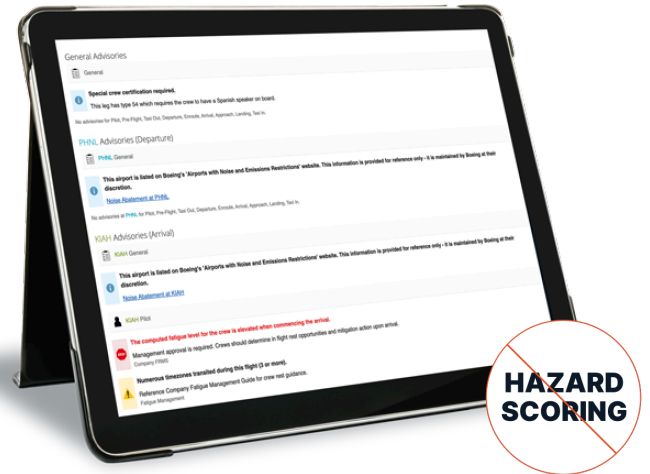 General Advisories
General
Special crew certification required.
This leg has type 54 which requires the crew to have a Spanish speaker on board.
No advisories for Pilot, Pre-Flight, Taxi Out, Departure, Enroute, Arrival, Approach, Landing, Taxi In.
PHNL Advisories (Departure)
PHNL General
This airport is listed on Boeing's 'Airports with Noise and Emissions Restrictions' website. This information is provided for reference only - it is maintained by Boeing at their
discretion.
Noise Abatement at PHNL
No advisories at PHNL for Pilot, Pre-Flight, Taxi Out, Departure, Enroute, Arrival, Approach, Landing, Taxi In.
KIAH Advisories (Arrival)
KIAH General
This airport is listed on Boeing's 'Airports with Noise and Emissions Restrictions' website. This information is provided for reference only - it is maintained by Boeing at their
discretion.
Noise Abatement at KIAH
KIAH Pilot
The computed fatigue level for the crew is elevated when commencing the arrival.
Management approval is required. Crews should determine in flight rest opportunities and mitigation action upon arrival.
Company FRMS
Numerous timezones transited during this flight (3 or more).
Reference Company Fatigue Management Guide for crew rest guidance.
Fatigue Management
HAZARD
SCORING